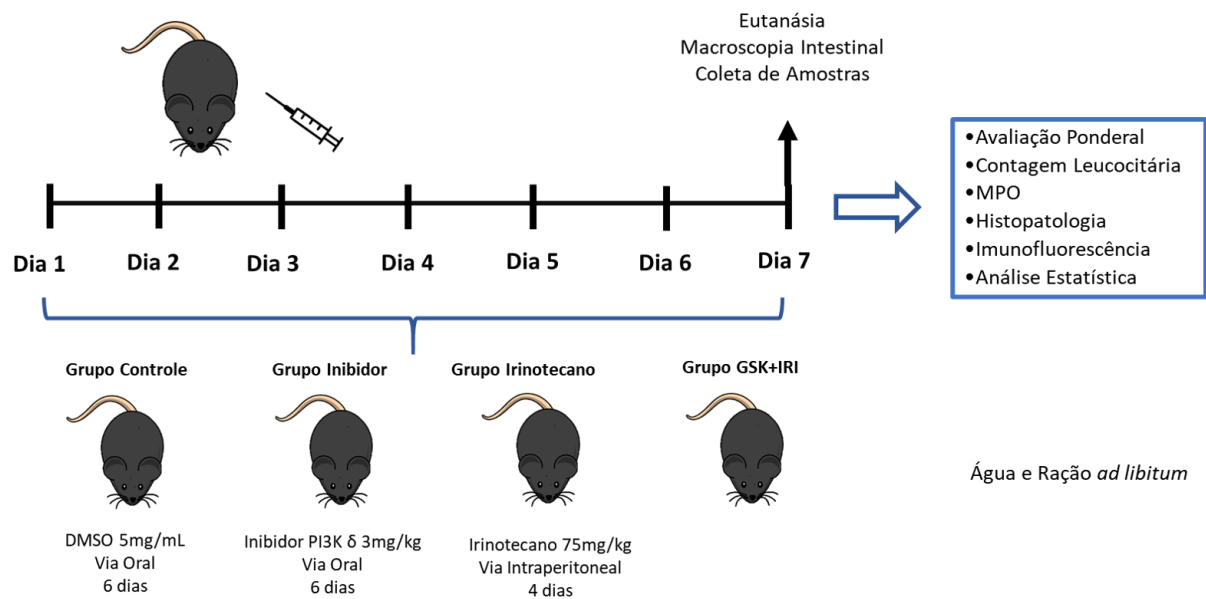 Eutanásia
Macroscopia Intestinal
Coleta de Amostras
•Avaliação Ponderal
•Contagem Leucocitária
•MPO
•Histopatologia
•Imunofluorescência
•Análise Estatística
Dia 1
Dia 2
Dia 3
Dia 4
Dia 5
Dia 6
Dia 7
Grupo Controle
Grupo Inibidor
Grupo Irinotecano
Grupo GSK+IRI
Água e Ração ad libitum
DMSO 5mg/mL
Via Oral
6 dias
Inibidor PI3K δ 3mg/kg
Via Oral
6 dias
Irinotecano 75mg/kg
Via Intraperitoneal
4 dias